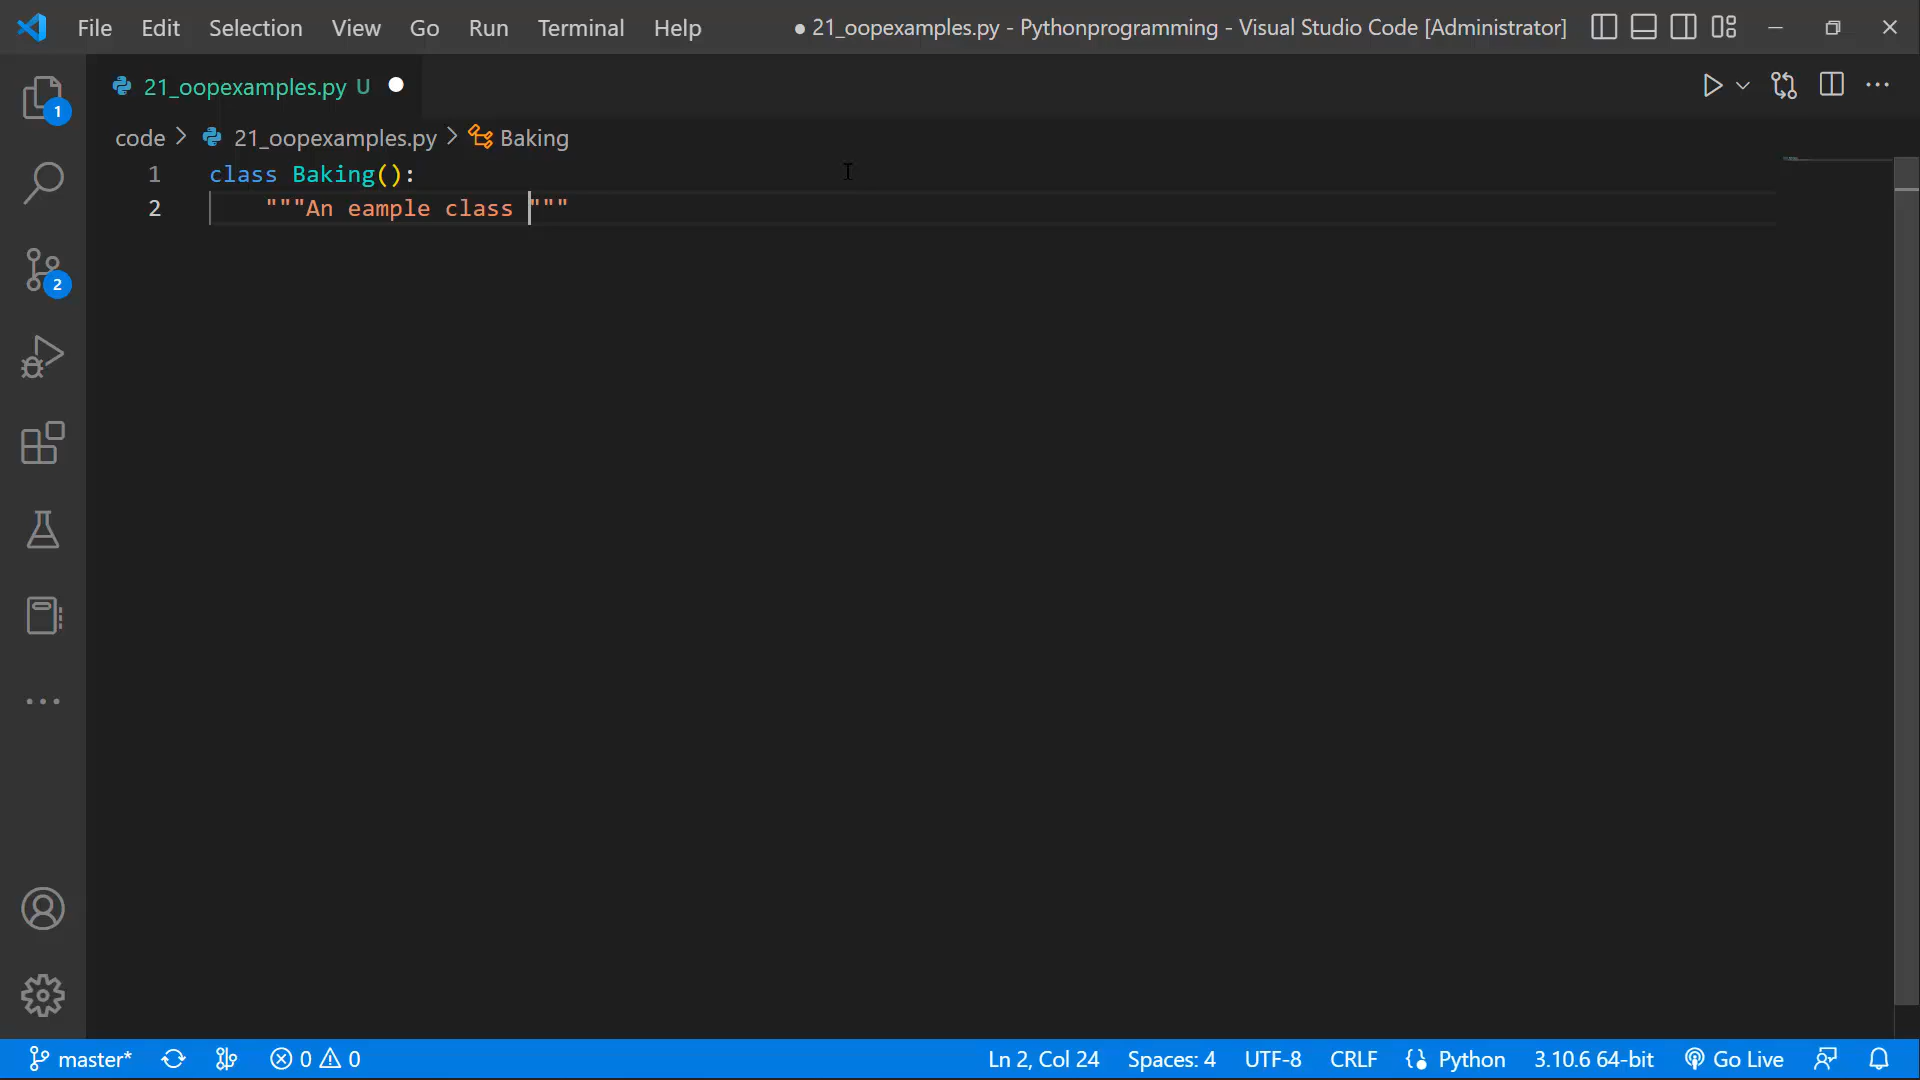 File Edit Selection View Go Run Terminal Help ● 21_oopexamples.py - Pythonprogramming - Visual Studio Code [Administrator]
21_oopexamples.py U
code > 21_oopexamples.py > Baking
1 class Baking():
2 """An eample class """
1
2
master* 0 0 Ln 2, Col 24 Spaces: 4 UTF-8 CRLF Python 3.10.6 64-bit Go Live